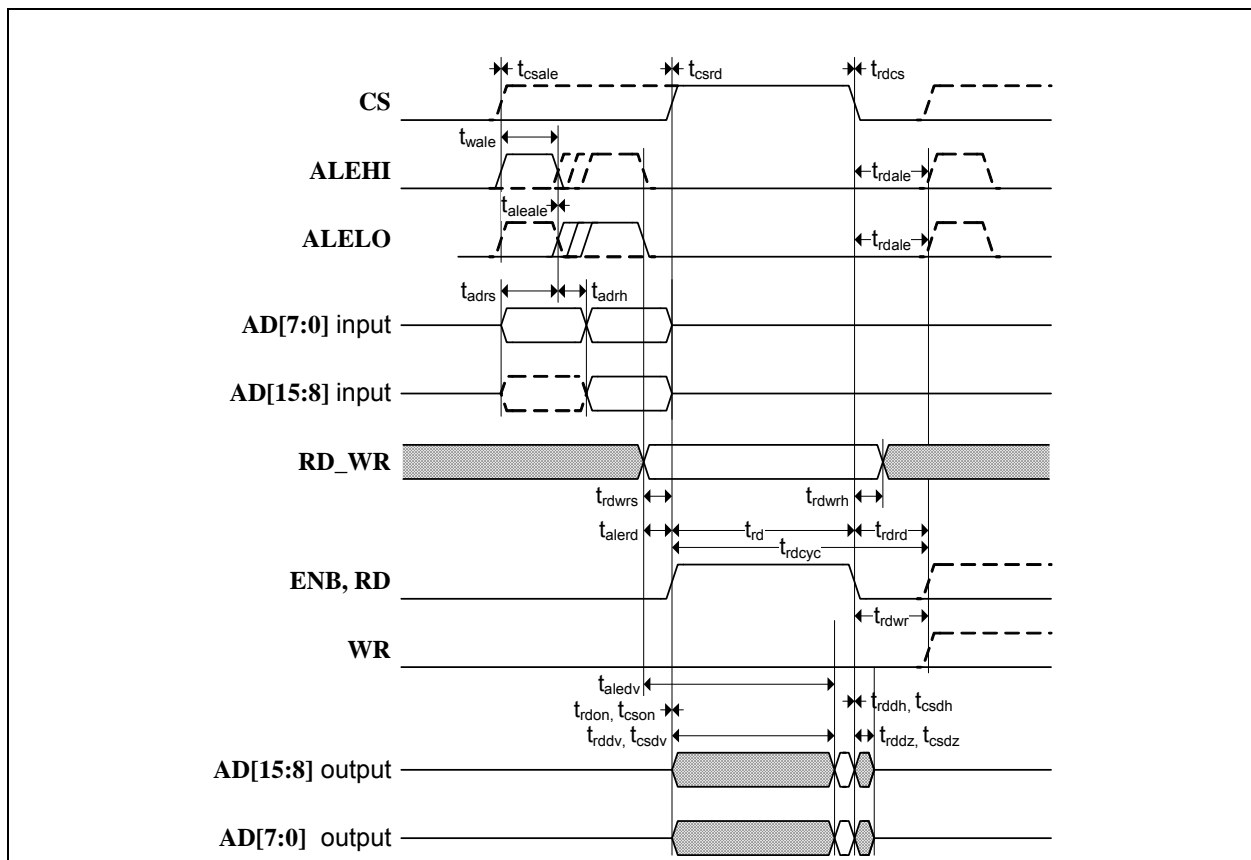 tcsale tcsrd trdcs
CS
twale
ALEHI
trdale
taleale
ALELO
trdale
tadrs tadrh
AD[7:0] input
AD[15:8] input
RD_WR
trdwrs trdwrh
talerd trd trdrd
trdcyc
ENB, RD
trdwr
WR
taledv
trdon, tcson trddh, tcsdh
trddv, tcsdv trddz, tcsdz
AD[15:8] output
AD[7:0] output